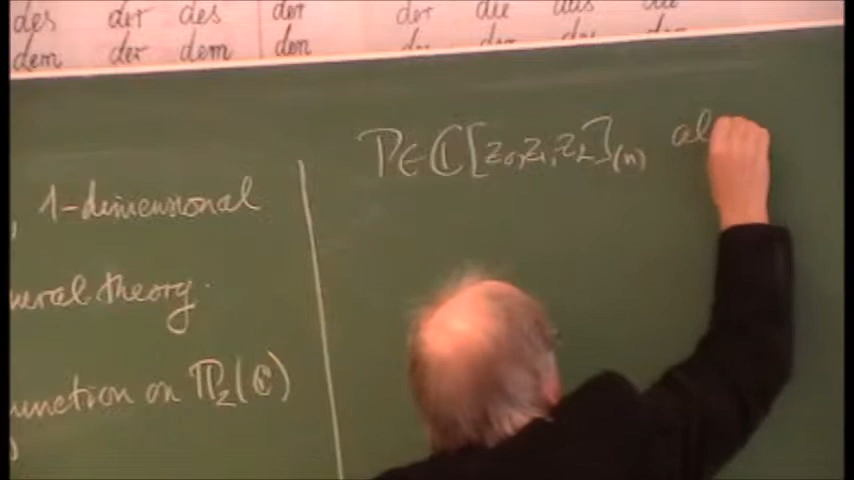 des der des der der die das die
dem der dem den
P∈ℂ[z₀,z₁,z₂]₍ₙ₎ al
, 1-dimensional
neral theory.
unction on ℙ₂(ℂ)